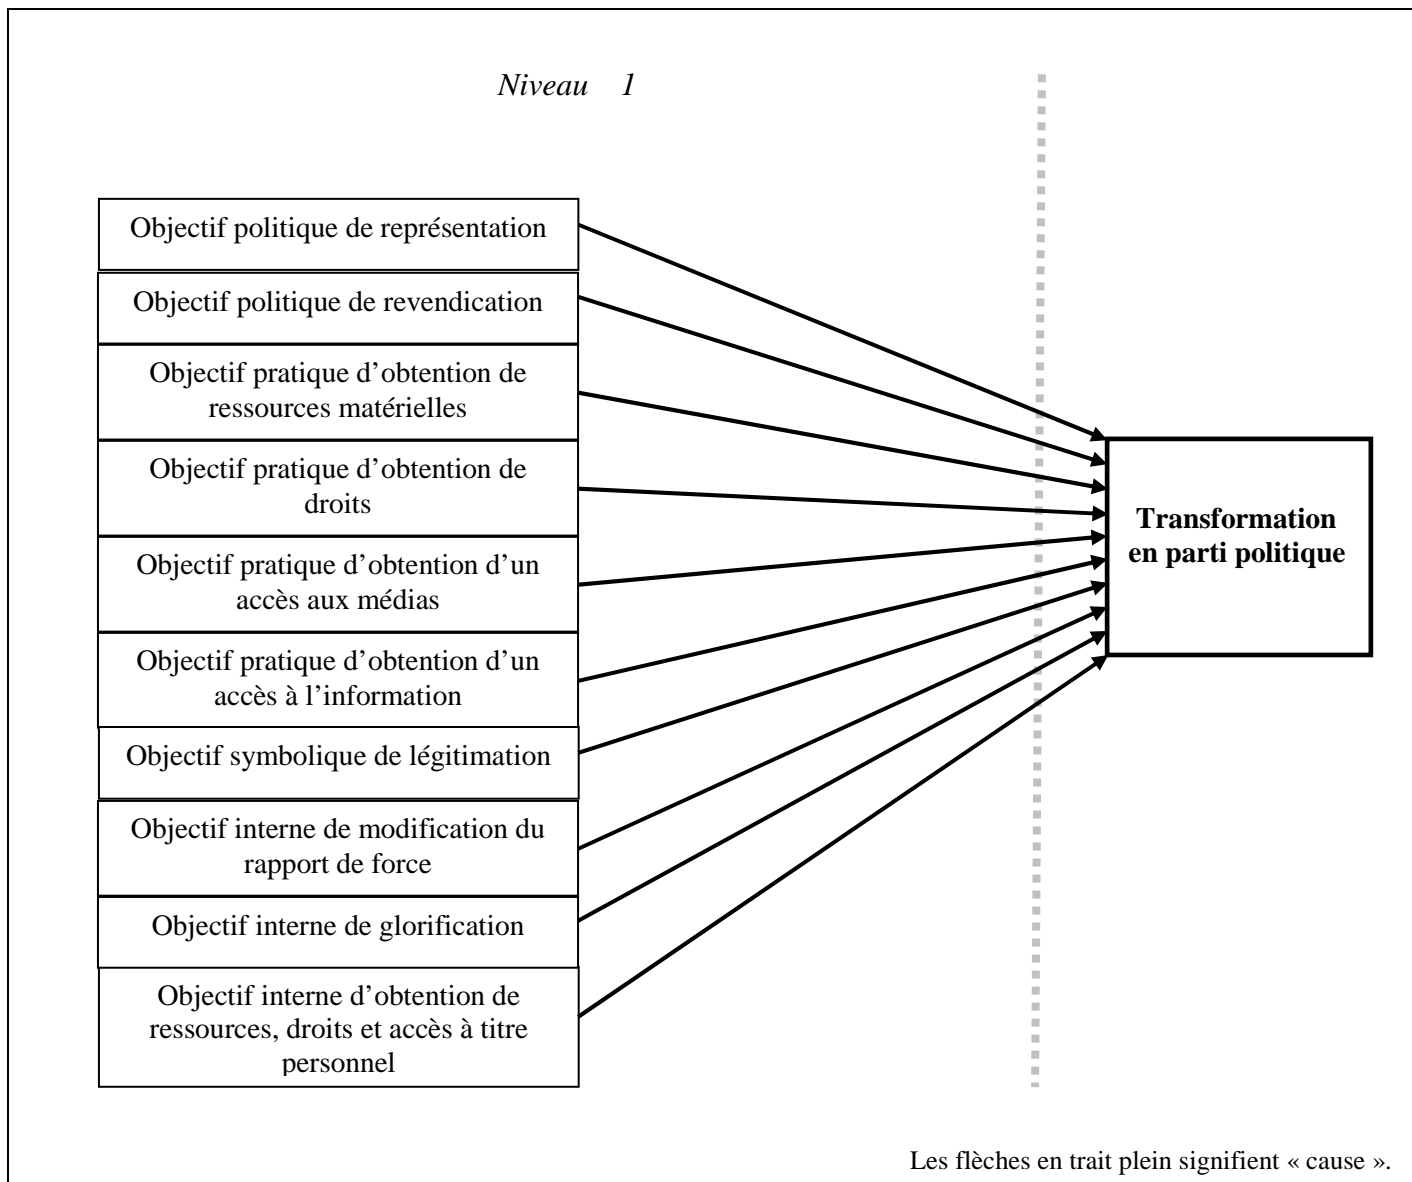 Niveau 1
Objectif politique de représentation
Objectif politique de revendication
Objectif pratique d’obtention de
ressources matérielles
Objectif pratique d’obtention de
droits
Objectif pratique d’obtention d’un
accès aux médias
Objectif pratique d’obtention d’un
accès à l’information
Objectif symbolique de légitimation
Objectif interne de modification du
rapport de force
Objectif interne de glorification
Objectif interne d’obtention de
ressources, droits et accès à titre
personnel
Transformation
en parti politique
Les flèches en trait plein signifient « cause ».